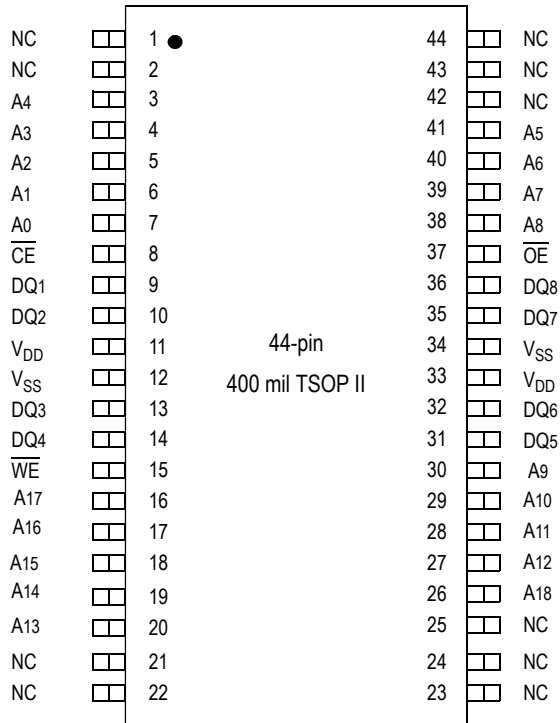 NC 1 44 NC
NC 2 43 NC
A4 3 42 NC
A3 4 41 A5
A2 5 40 A6
A1 6 39 A7
A0 7 38 A8
C̅E̅ 8 37 O̅E̅
DQ1 9 36 DQ8
DQ2 10 35 DQ7
VDD 11 44-pin 34 VSS
VSS 12 400 mil TSOP II 33 VDD
DQ3 13 32 DQ6
DQ4 14 31 DQ5
W̅E̅ 15 30 A9
A17 16 29 A10
A16 17 28 A11
A15 18 27 A12
A14 19 26 A18
A13 20 25 NC
NC 21 24 NC
NC 22 23 NC